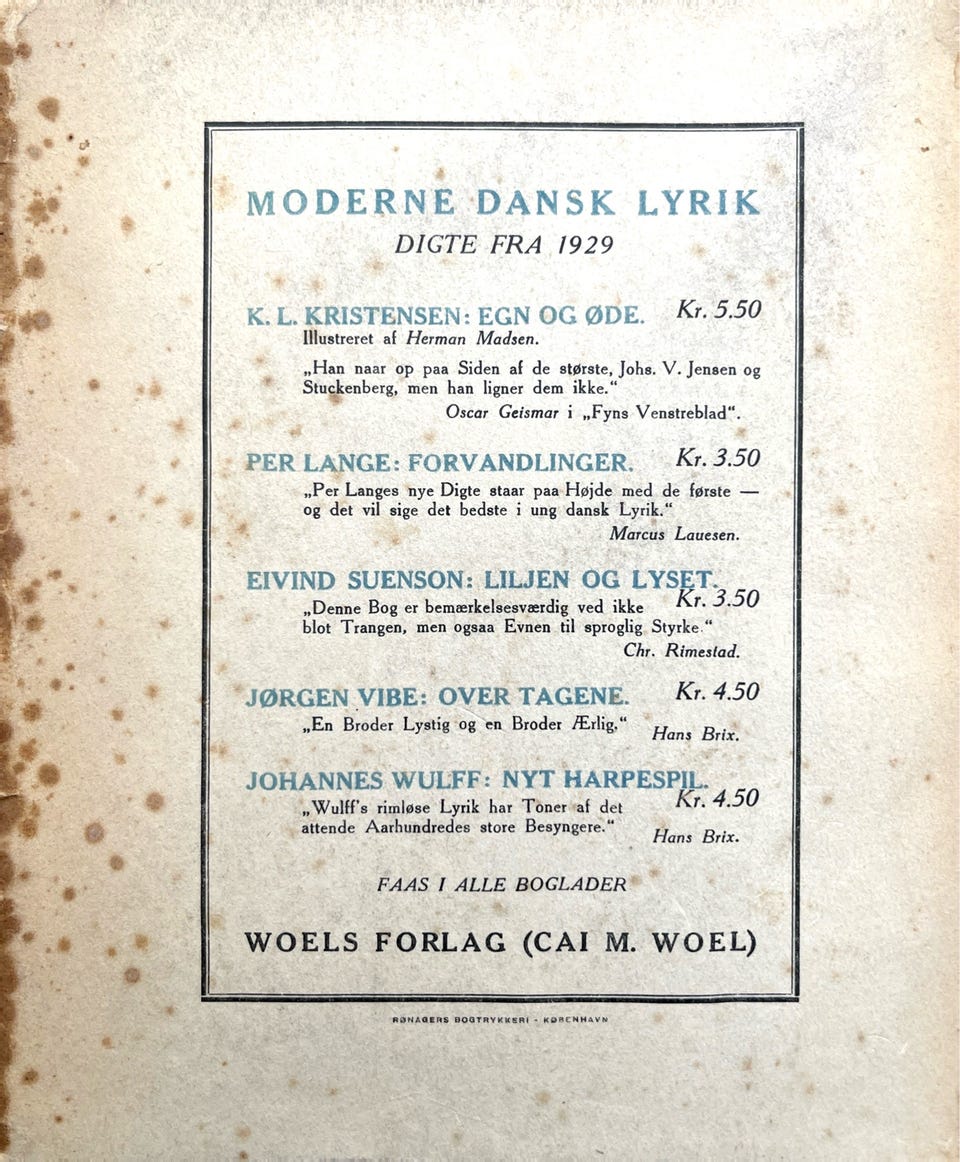 MODERNE DANSK LYRIK
DIGTE FRA 1929
K. L. KRISTENSEN: EGN OG ØDE. Kr. 5.50
Illustreret af Herman Madsen.
„Han naar op paa Siden af de største, Johs. V. Jensen og
Stuckenberg, men han ligner dem ikke.“
Oscar Geismar i „Fyns Venstreblad“.
PER LANGE: FORVANDLINGER. Kr. 3.50
„Per Langes nye Digte staar paa Højde med de første —
og det vil sige det bedste i ung dansk Lyrik.“
Marcus Lauesen.
EIVIND SUENSON: LILJEN OG LYSET.
Kr. 3.50
„Denne Bog er bemærkelsesværdig ved ikke
blot Trangen, men ogsaa Evnen til sproglig Styrke.“
Chr. Rimestad.
JØRGEN VIBE: OVER TAGENE. Kr. 4.50
„En Broder Lystig og en Broder Ærlig.“
Hans Brix.
JOHANNES WULFF: NYT HARPESPIL.
Kr. 4.50
„Wulff's rimløse Lyrik har Toner af det
attende Aarhundredes store Besyngere.“
Hans Brix.
FAAS I ALLE BOGLADER
WOELS FORLAG (CAI M. WOEL)
RØNAGERS BOGTRYKKERI - KØBENHAVN